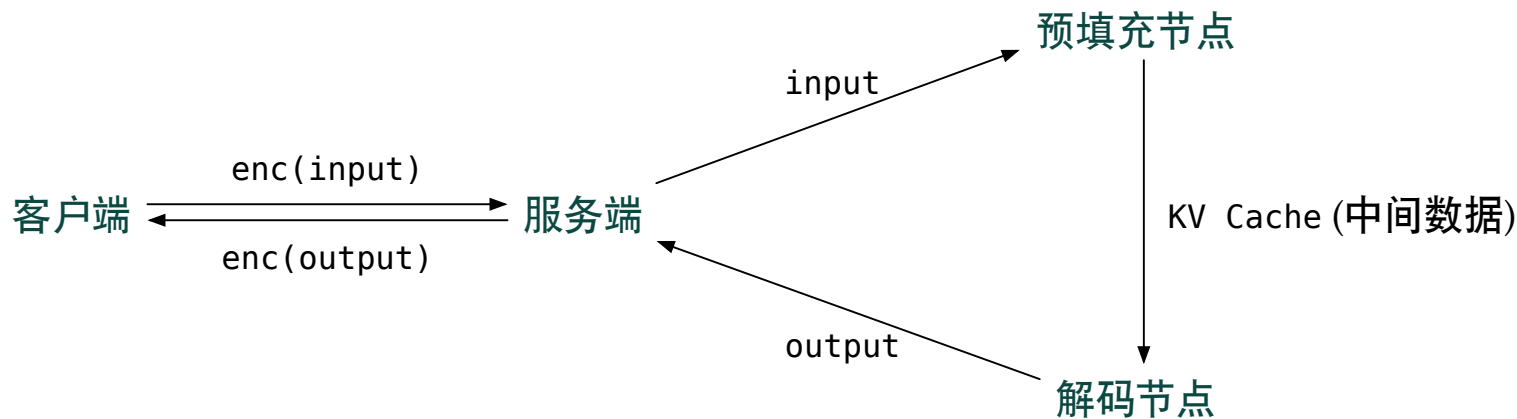 预填充节点
input
enc(input)
客户端
服务端
KV Cache (中间数据)
enc(output)
output
解码节点